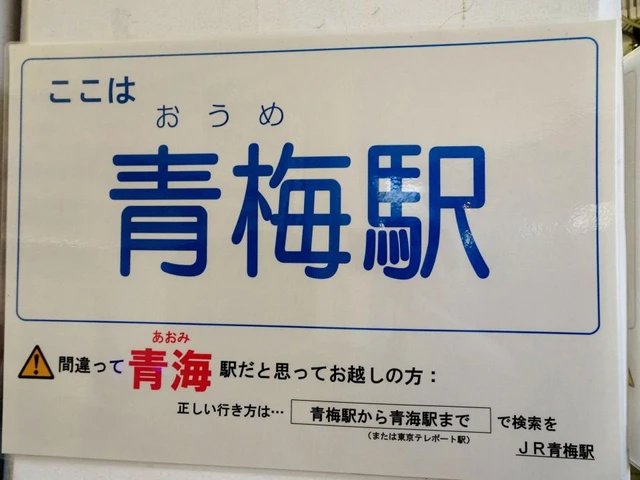 ここは
おうめ
青梅駅
あおみ
間違って青海駅だと思ってお越しの方：
正しい行き方は… 青梅駅から青海駅まで で検索を
（または東京テレポート駅）
ＪＲ青梅駅